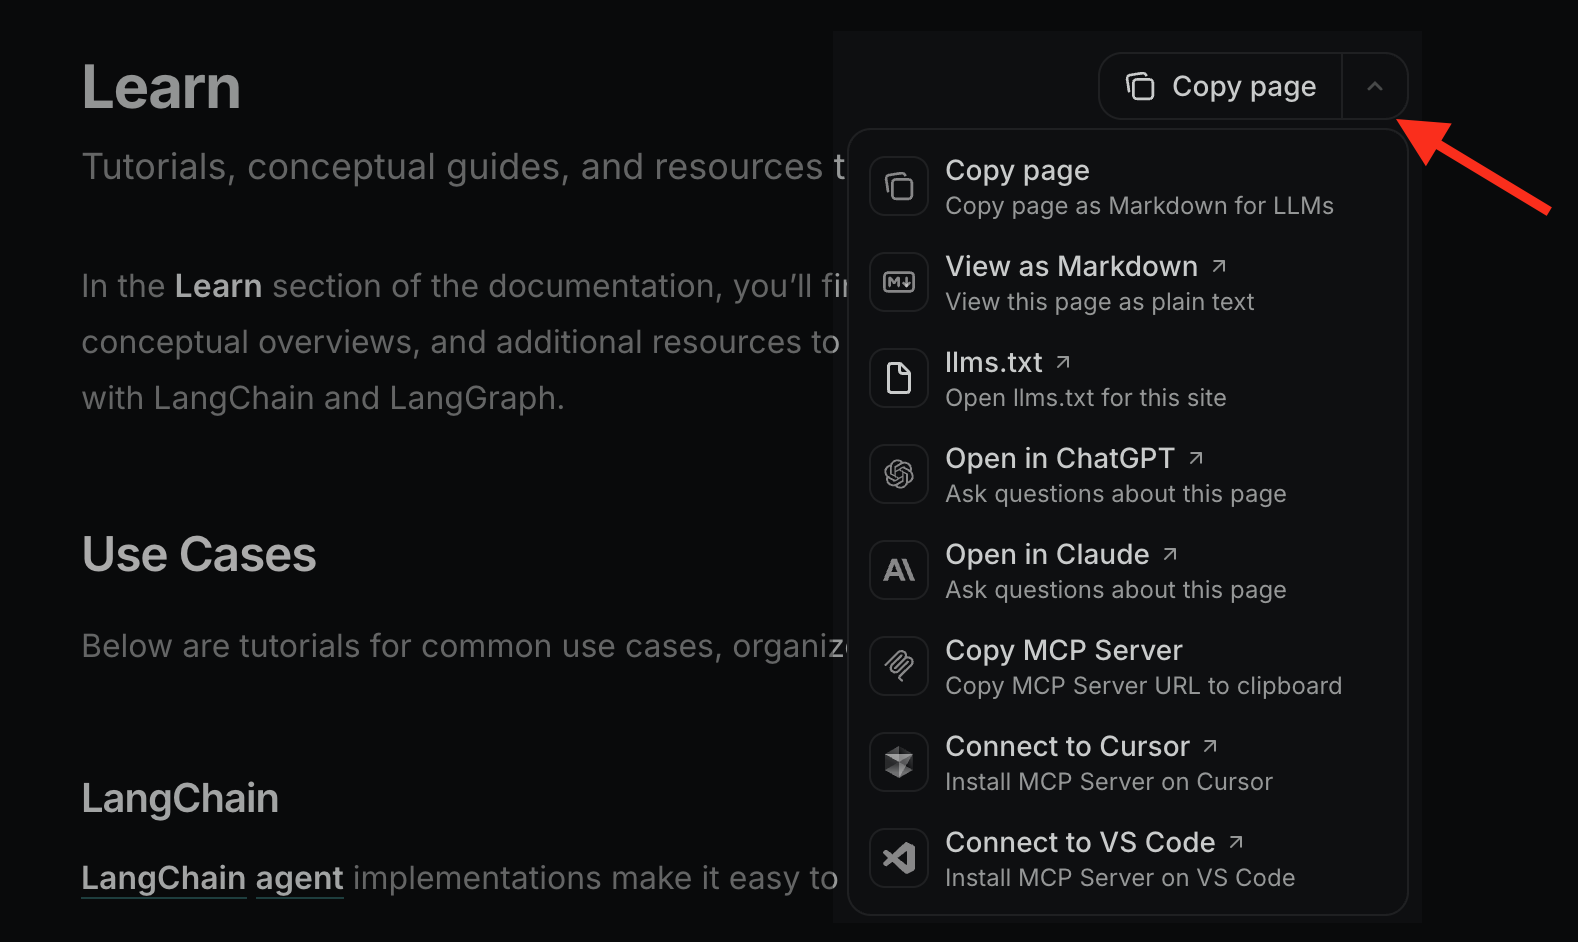 Learn
Tutorials, conceptual guides, and resources t
In the Learn section of the documentation, you’ll fi
conceptual overviews, and additional resources to
with LangChain and LangGraph.
Use Cases
Below are tutorials for common use cases, organiz
LangChain
LangChain agent implementations make it easy to
Copy page
Copy page
Copy page as Markdown for LLMs
View as Markdown ↗
View this page as plain text
llms.txt ↗
Open llms.txt for this site
Open in ChatGPT ↗
Ask questions about this page
Open in Claude ↗
Ask questions about this page
Copy MCP Server
Copy MCP Server URL to clipboard
Connect to Cursor ↗
Install MCP Server on Cursor
Connect to VS Code ↗
Install MCP Server on VS Code